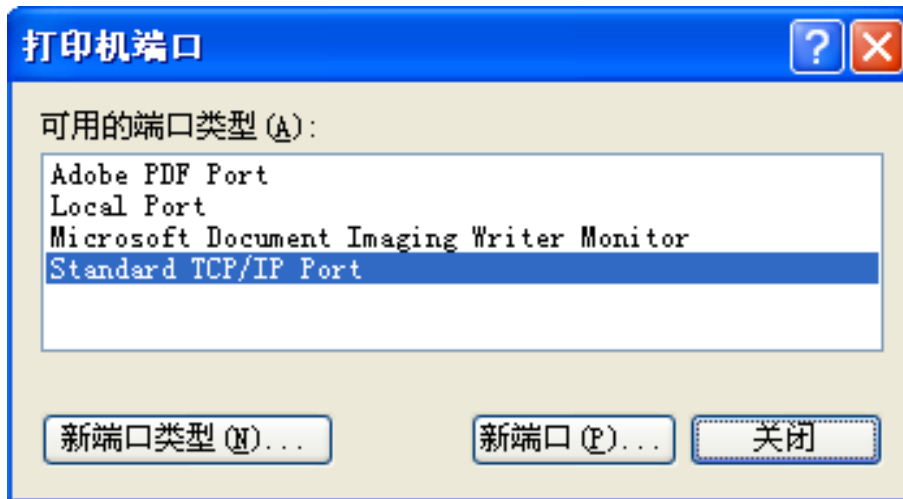 打印机端口
可用的端口类型(A):
Adobe PDF Port
Local Port
Microsoft Document Imaging Writer Monitor
Standard TCP/IP Port
新端口类型(N)... 新端口(P)... 关闭